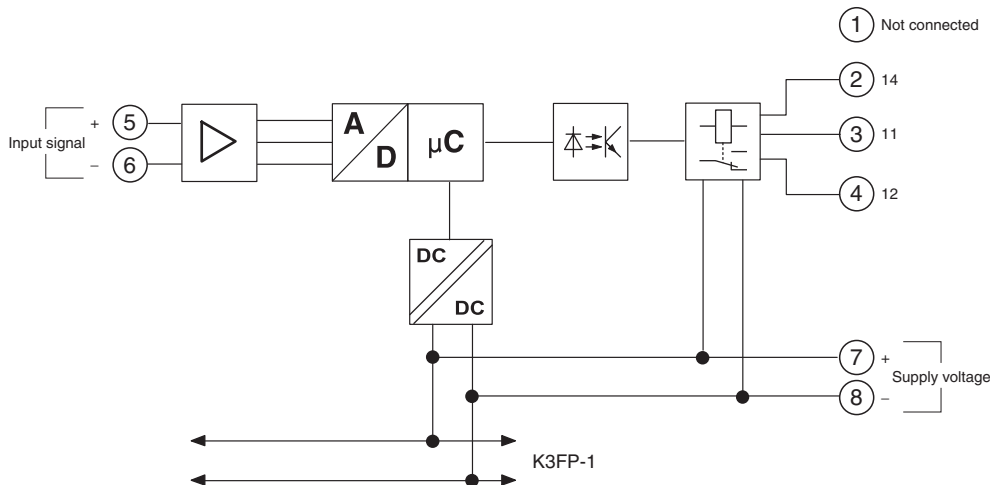 1 Not connected
2 14
A
D
µC
Input signal
+ 5
3 11
– 6
4 12
DC
DC
7 +
Supply voltage
8 –
K3FP-1